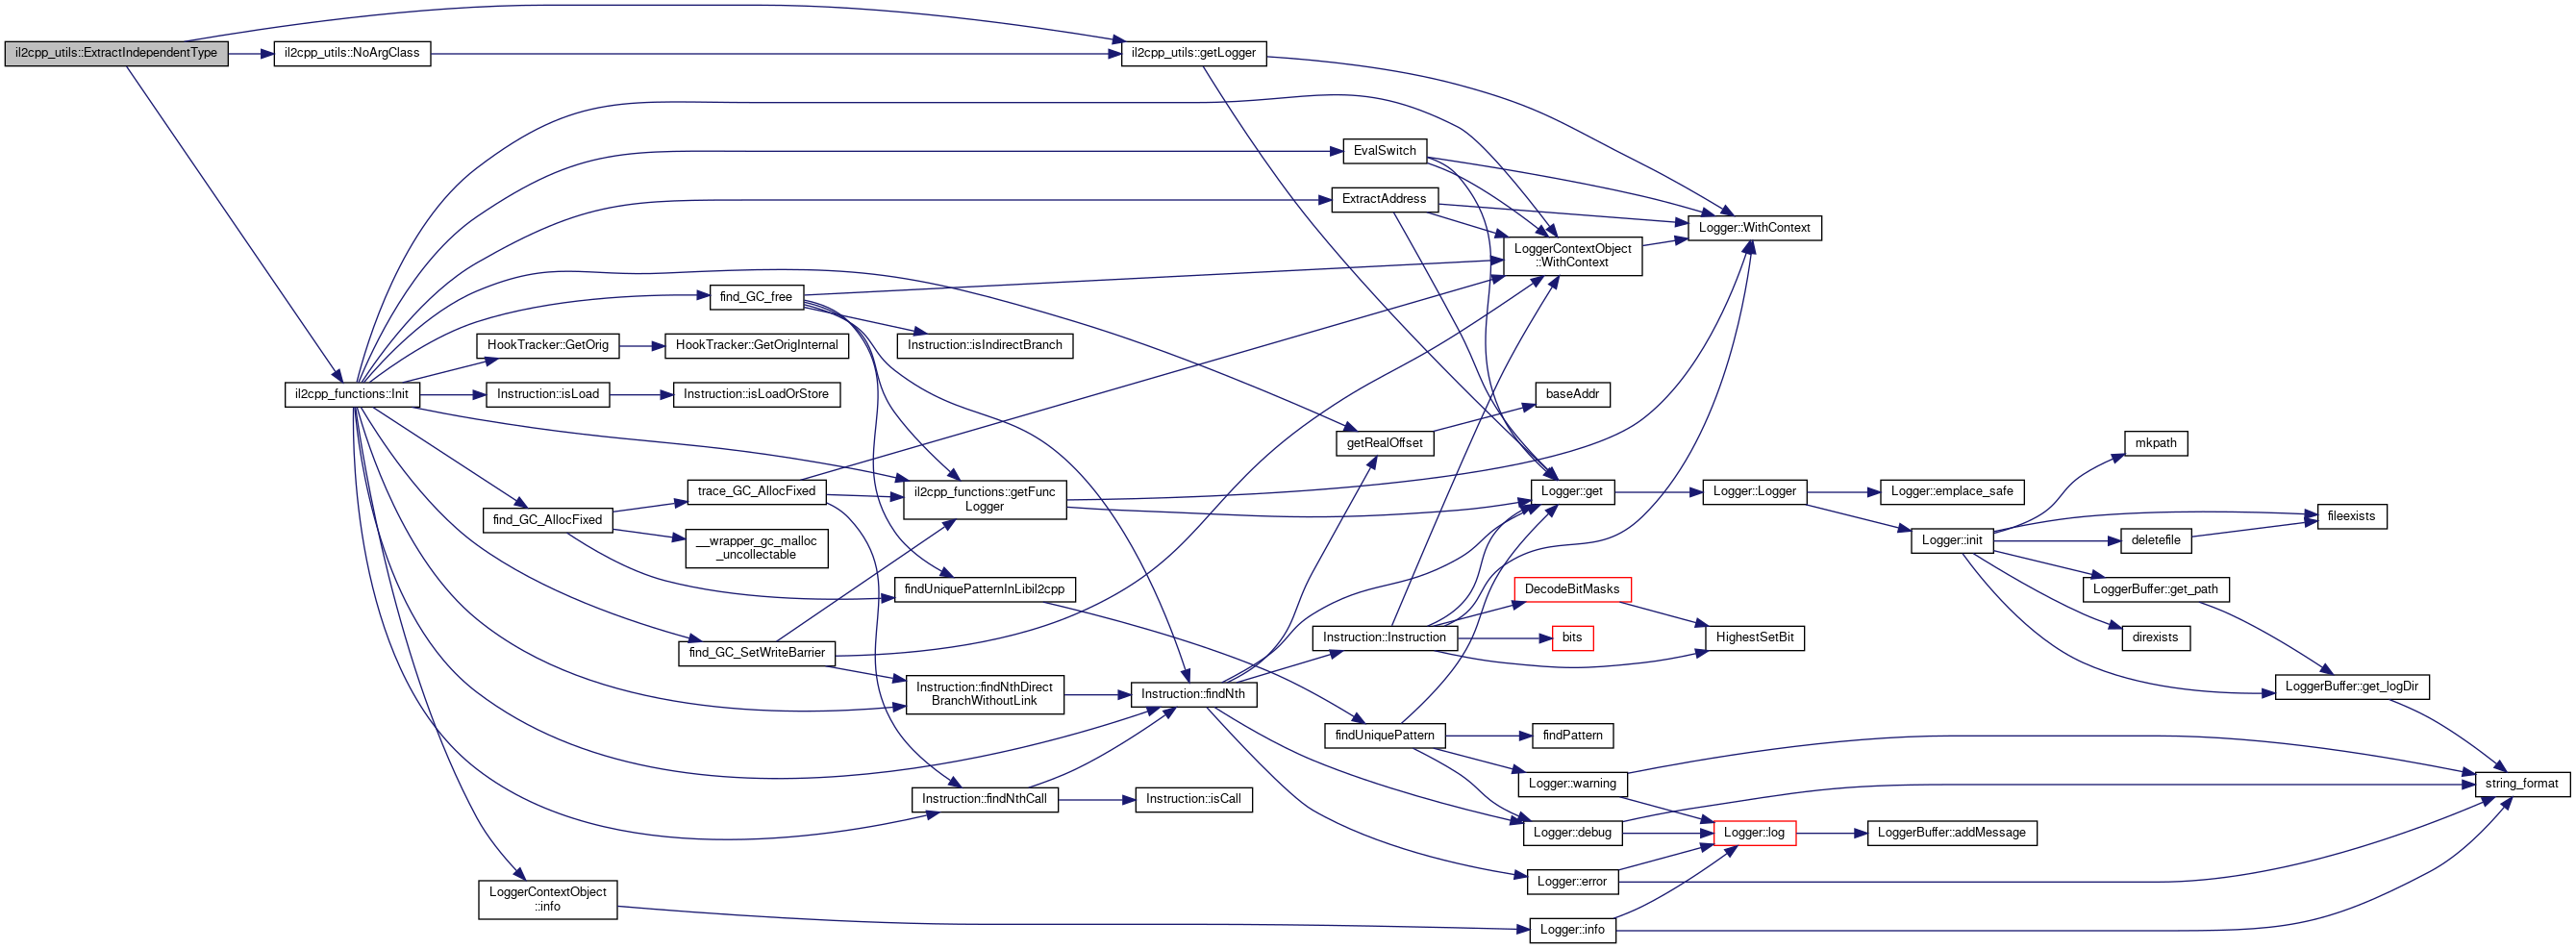 il2cpp_utils::ExtractIndependentType
il2cpp_utils::NoArgClass
il2cpp_utils::getLogger
EvalSwitch
ExtractAddress
Logger::WithContext
LoggerContextObject
::WithContext
find_GC_free
HookTracker::GetOrig
HookTracker::GetOrigInternal
Instruction::isIndirectBranch
il2cpp_functions::Init
Instruction::isLoad
Instruction::isLoadOrStore
baseAddr
getRealOffset
mkpath
trace_GC_AllocFixed
il2cpp_functions::getFunc
Logger
Logger::get
Logger::Logger
Logger::emplace_safe
find_GC_AllocFixed
fileexists
__wrapper_gc_malloc
_uncollectable
Logger::init
deletefile
findUniquePatternInLibil2cpp
DecodeBitMasks
LoggerBuffer::get_path
find_GC_SetWriteBarrier
Instruction::Instruction
bits
HighestSetBit
direxists
Instruction::findNthDirect
BranchWithoutLink
Instruction::findNth
LoggerBuffer::get_logDir
findUniquePattern
findPattern
Logger::warning
string_format
Instruction::findNthCall
Instruction::isCall
Logger::debug
Logger::log
LoggerBuffer::addMessage
LoggerContextObject
::info
Logger::error
Logger::info